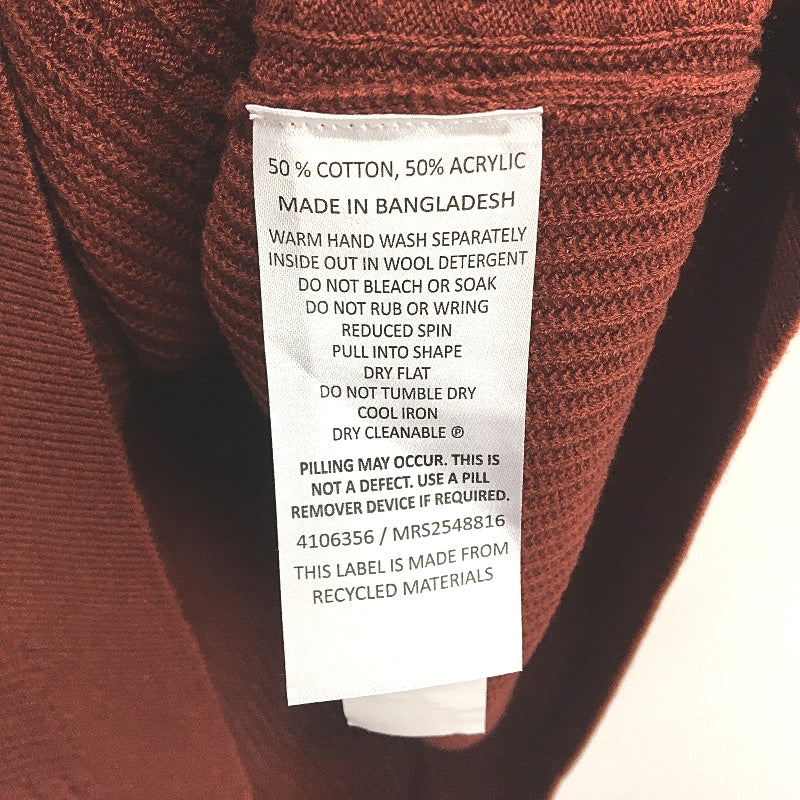 50 % COTTON, 50% ACRYLIC
MADE IN BANGLADESH
WARM HAND WASH SEPARATELY
INSIDE OUT IN WOOL DETERGENT
DO NOT BLEACH OR SOAK
DO NOT RUB OR WRING
REDUCED SPIN
PULL INTO SHAPE
DRY FLAT
DO NOT TUMBLE DRY
COOL IRON
DRY CLEANABLE Ⓟ
PILLING MAY OCCUR. THIS IS
NOT A DEFECT. USE A PILL
REMOVER DEVICE IF REQUIRED.
4106356 / MRS2548816
THIS LABEL IS MADE FROM
RECYCLED MATERIALS